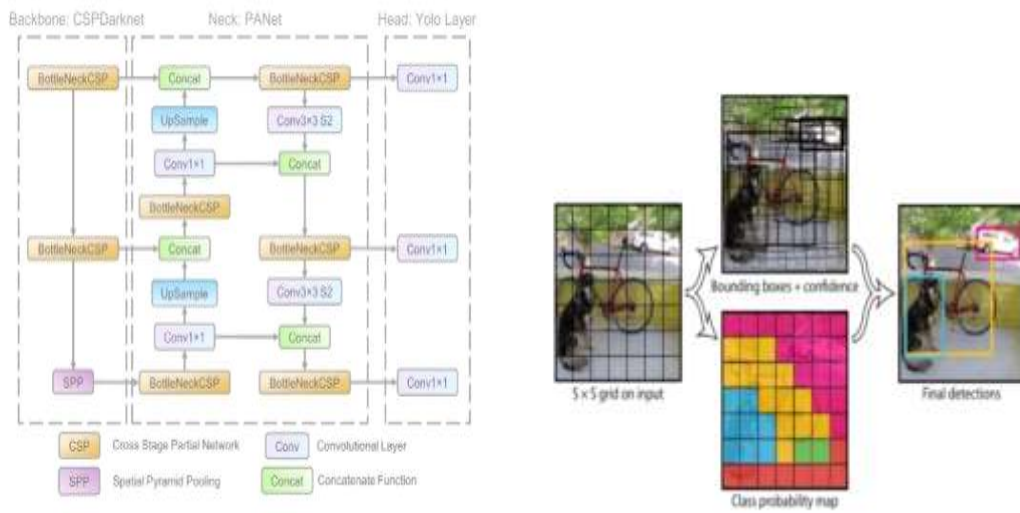 Backbone: CSPDarknet Neck: PANet Head: Yolo Layer
BottleNeckCSP Concat BottleNeckCSP Conv1×1
UpSample Conv3×3 S2
Conv1×1 Concat
BottleNeckCSP
BottleNeckCSP Concat BottleNeckCSP Conv1×1
UpSample Conv3×3 S2
Conv1×1 Concat
SPP BottleNeckCSP BottleNeckCSP Conv1×1
CSP Cross Stage Partial Network Conv Convolutional Layer
SPP Spatial Pyramid Pooling Concat Concatenate Function
Bounding boxes + confidence
S × S grid on input
Final detections
Class probability map